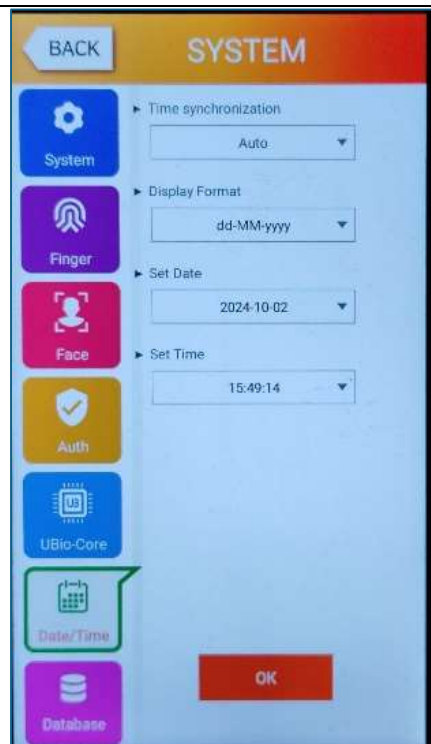 BACK
SYSTEM
System
Finger
Face
Auth
UB
UBio-Core
Date/Time
Database
▸ Time synchronization
Auto
▸ Display Format
dd-MM-yyyy
▸ Set Date
2024-10-02
▸ Set Time
15:49:14
OK